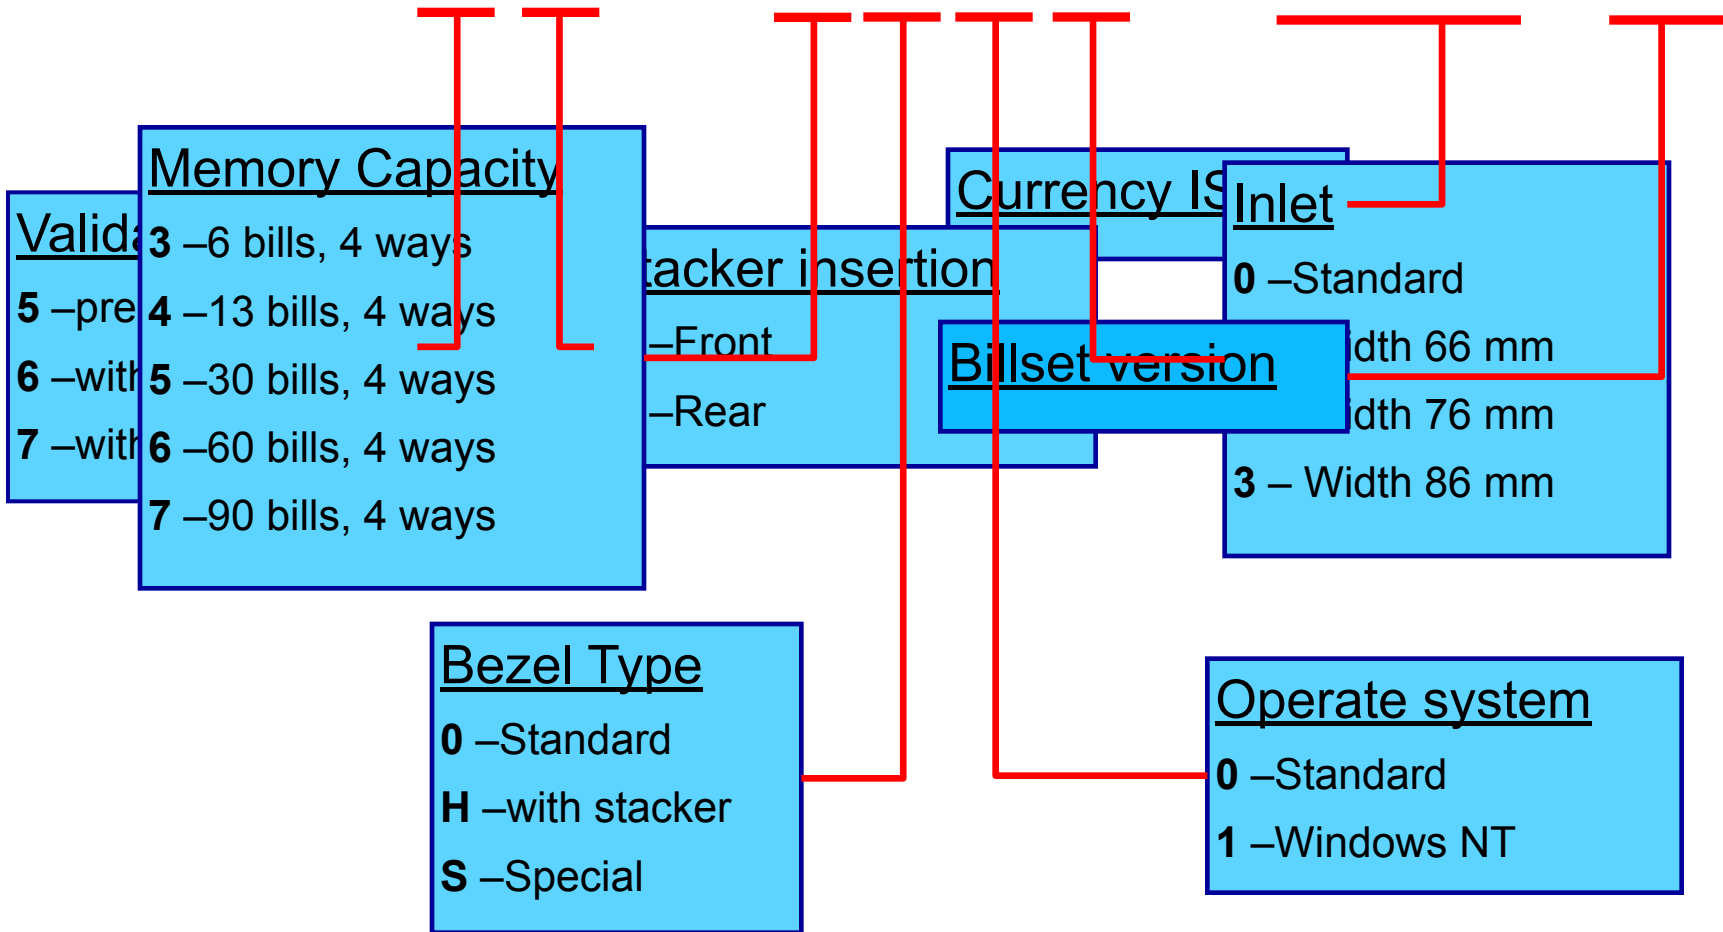 Memory Capacity
3 –6 bills, 4 ways
4 –13 bills, 4 ways
5 –30 bills, 4 ways
6 –60 bills, 4 ways
7 –90 bills, 4 ways
5 –pre
6 –with
7 –with
insertion
–Front
–Rear
Currency
Billset version
Inlet
0 –Standard
66 mm
76 mm
3 – Width 86 mm
Bezel Type
0 –Standard
H –with stacker
S –Special
Operate system
0 –Standard
1 –Windows NT